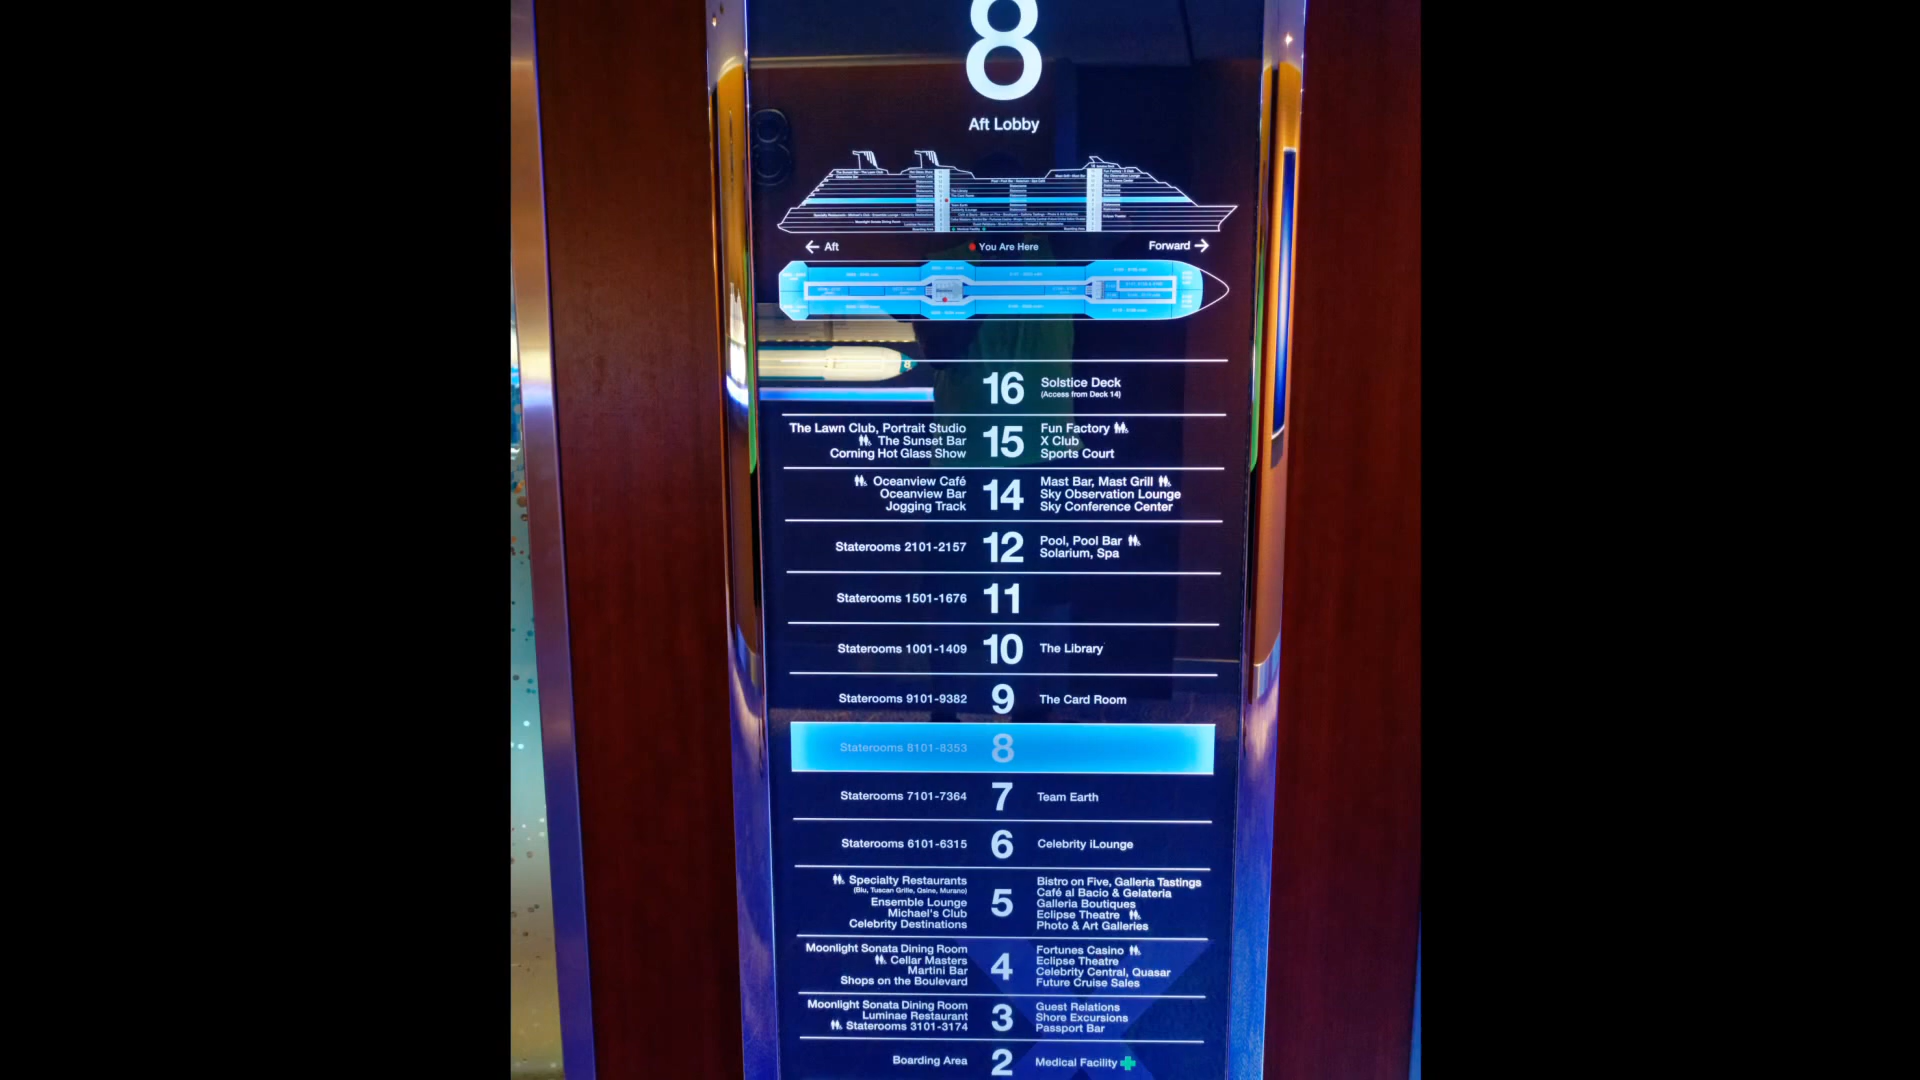 8
Aft Lobby
← Aft
You Are Here
Forward →
16 Solstice Deck
(Access from Deck 14)
The Lawn Club, Portrait Studio 15 Fun Factory
The Sunset Bar X Club
Corning Hot Glass Show Sports Court
Oceanview Café 14 Mast Bar, Mast Grill
Oceanview Bar Sky Observation Lounge
Jogging Track Sky Conference Center
Staterooms 2101-2157 12 Pool, Pool Bar
Solarium, Spa
Staterooms 1501-1676 11
Staterooms 1001-1409 10 The Library
Staterooms 9101-9382 9 The Card Room
Staterooms 8101-8353 8
Staterooms 7101-7364 7 Team Earth
Staterooms 6101-6315 6 Celebrity iLounge
Specialty Restaurants 5 Bistro on Five, Galleria Tastings
(Blu, Tuscan Grille, Qsine, Murano) Café al Bacio & Gelateria
Ensemble Lounge Galleria Boutiques
Michael's Club Eclipse Theatre
Celebrity Destinations Photo & Art Galleries
Moonlight Sonata Dining Room 4 Fortunes Casino
Cellar Masters Eclipse Theatre
Martini Bar Celebrity Central, Quasar
Shops on the Boulevard Future Cruise Sales
Moonlight Sonata Dining Room 3 Guest Relations
Luminae Restaurant Shore Excursions
Staterooms 3101-3174 Passport Bar
Boarding Area 2 Medical Facility